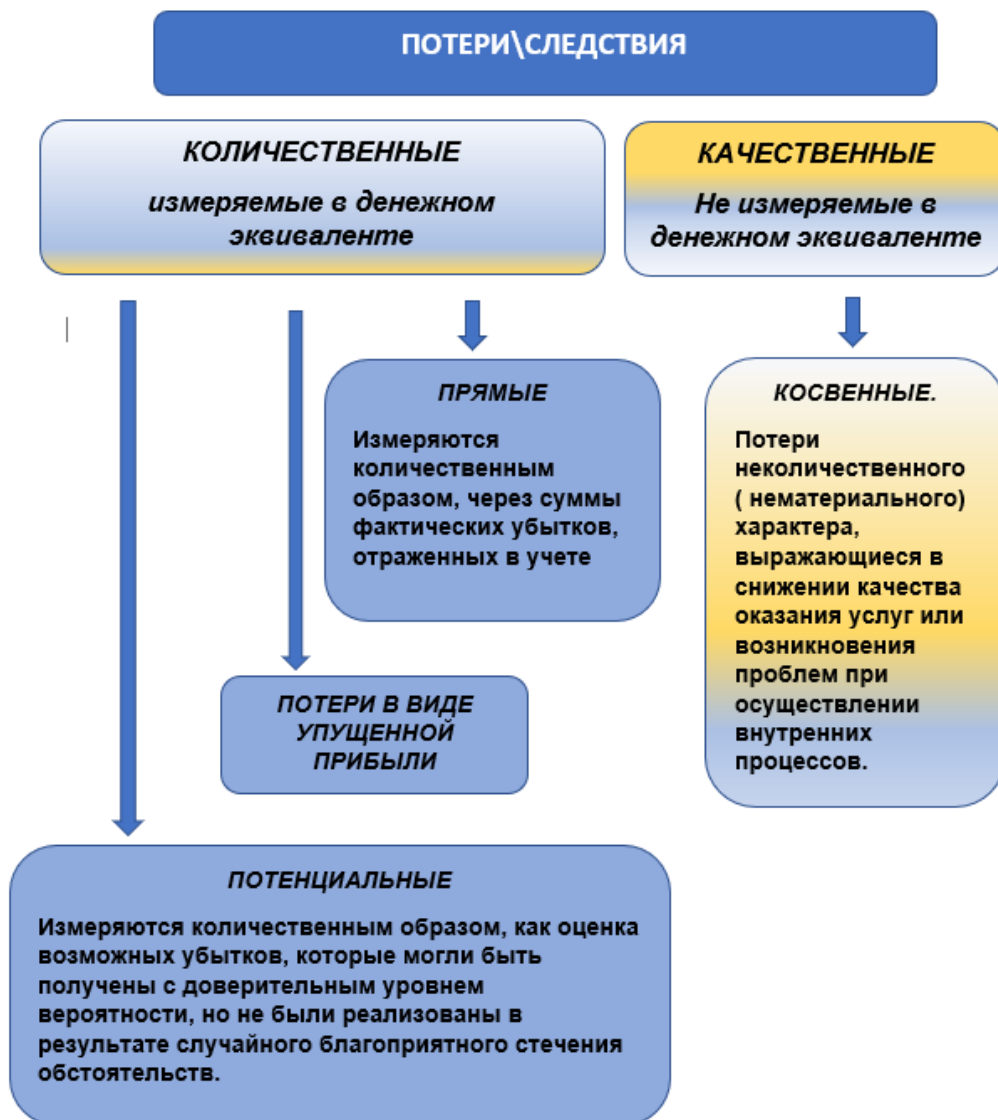 ПОТЕРИ\СЛЕДСТВИЯ
КОЛИЧЕСТВЕННЫЕ
измеряемые в денежном
эквиваленте
КАЧЕСТВЕННЫЕ
Не измеряемые в
денежном эквиваленте
ПРЯМЫЕ
Измеряются
количественным
образом, через суммы
фактических убытков,
отраженных в учете
КОСВЕННЫЕ.
Потери
неколичественного
( нематериального)
характера,
выражающиеся в
снижении качества
оказания услуг или
возникновения
проблем при
осуществлении
внутренних
процессов.
ПОТЕРИ В ВИДЕ
УПУЩЕННОЙ
ПРИБЫЛИ
ПОТЕНЦИАЛЬНЫЕ
Измеряются количественным образом, как оценка
возможных убытков, которые могли быть
получены с доверительным уровнем
вероятности, но не были реализованы в
результате случайного благоприятного стечения
обстоятельств.